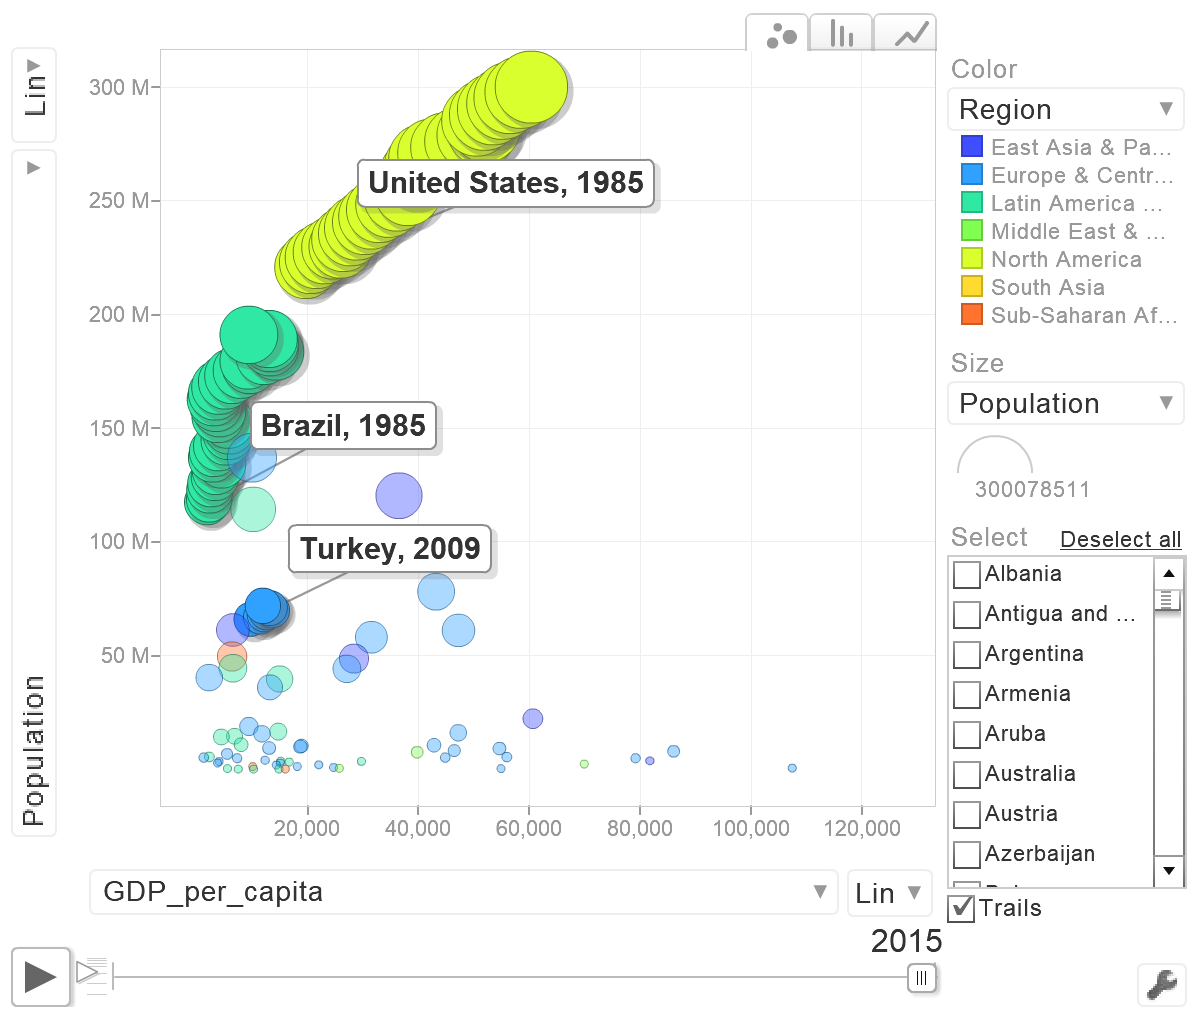 Color
Lin
Region
300 M
East Asia & Pa...
Europe & Centr...
United States, 1985
250 M
Latin America ...
Middle East & ...
North America
South Asia
200 M
Sub-Saharan Af...
Size
Population
Brazil, 1985
150 M
300078511
Select
Deselect all
100 M
Turkey, 2009
Albania
Antigua and ...
50 M
Argentina
Armenia
Aruba
Population
Australia
Austria
20,000
40,000
60,000
80,000
100,000
120,000
Azerbaijan
GDP_per_capita
Lin
Trails
2015